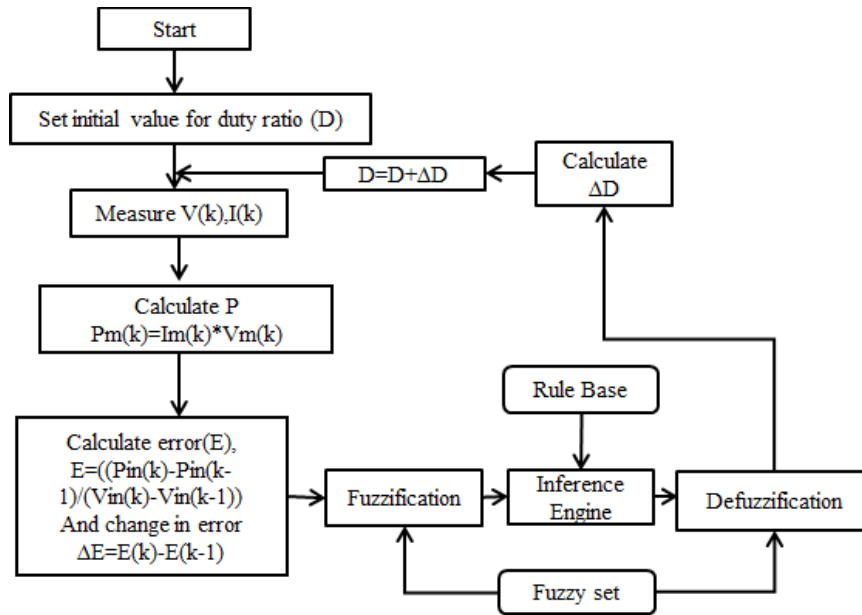 Start
Set initial value for duty ratio (D)
D=D+ΔD
Calculate
ΔD
Measure V(k),I(k)
Calculate P
Pm(k)=Im(k)*Vm(k)
Rule Base
Calculate error(E),
E=((Pin(k)-Pin(k-
1)/(Vin(k)-Vin(k-1))
And change in error
ΔE=E(k)-E(k-1)
Fuzzification
Inference
Engine
Defuzzification
Fuzzy set